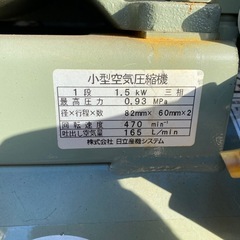 小型空気圧縮機
1段 1.5 kW 三相
最高圧力 0.93 MPa
径×行程×数 82mm× 60mm×2
回転速度 470 min⁻¹
吐出し空気量 165 L/min
株式会社 日立産機システム